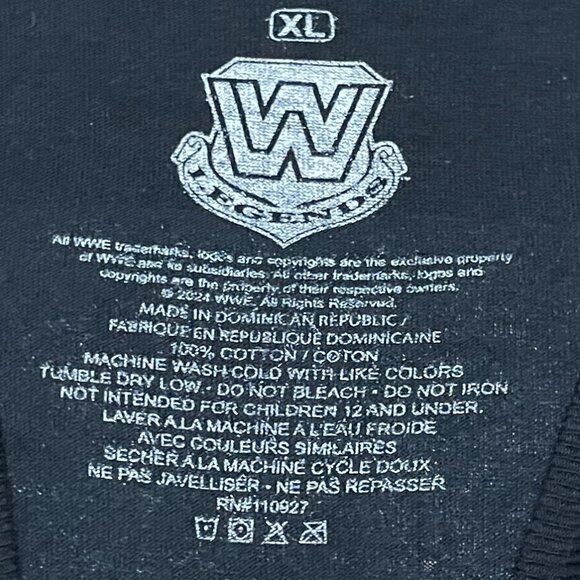 XL
W
LEGENDS
All WWE trademarks, logos and copyrights are the exclusive property
of WWE and its subsidiaries. All other trademarks, logos and
copyrights are the property of their respective owners.
© 2024 WWE. All Rights Reserved.
MADE IN DOMINICAN REPUBLIC /
FABRIQUE EN REPUBLIQUE DOMINICAINE
100% COTTON / COTON
MACHINE WASH COLD WITH LIKE COLORS
TUMBLE DRY LOW • DO NOT BLEACH • DO NOT IRON
NOT INTENDED FOR CHILDREN 12 AND UNDER.
LAVER A LA MACHINE A L'EAU FROIDE
AVEC COULEURS SIMILAIRES
SECHER A LA MACHINE CYCLE DOUX •
NE PAS JAVELLISER • NE PAS REPASSER
RN#110927